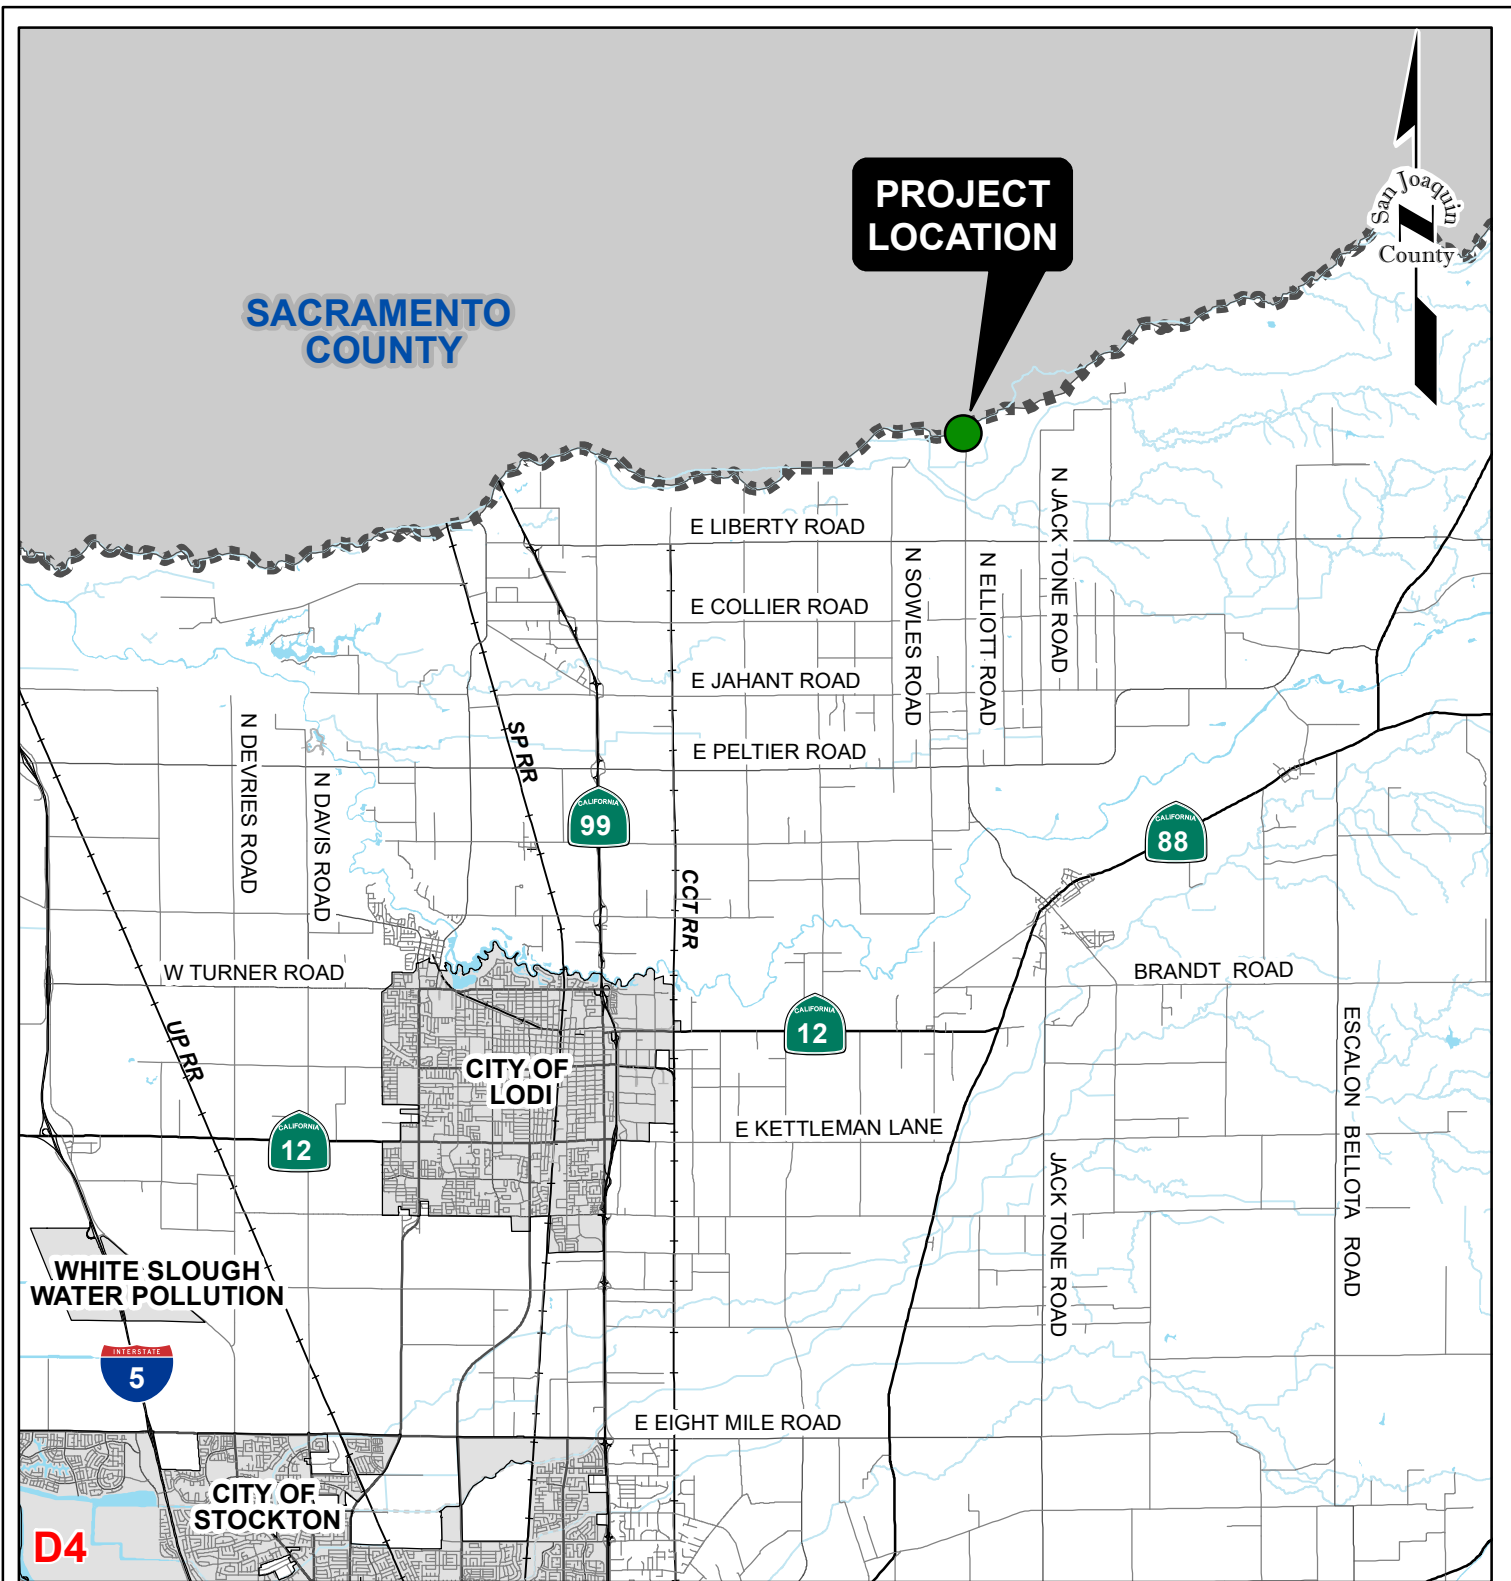 PROJECT
LOCATION
San Joaquin
N
County
SACRAMENTO
COUNTY
E LIBERTY ROAD
E COLLIER ROAD
E JAHANT ROAD
E PELTIER ROAD
N SOWLES ROAD
N ELLIOTT ROAD
N JACK TONE ROAD
N DEVRIES ROAD
N DAVIS ROAD
SP RR
CALIFORNIA
99
CALIFORNIA
88
CCT RR
W TURNER ROAD
BRANDT ROAD
UP RR
CALIFORNIA
12
CITY OF
LODI
ESCALON BELLOTA ROAD
CALIFORNIA
12
E KETTLEMAN LANE
JACK TONE ROAD
WHITE SLOUGH
WATER POLLUTION
INTERSTATE
5
E EIGHT MILE ROAD
CITY OF
STOCKTON
D4